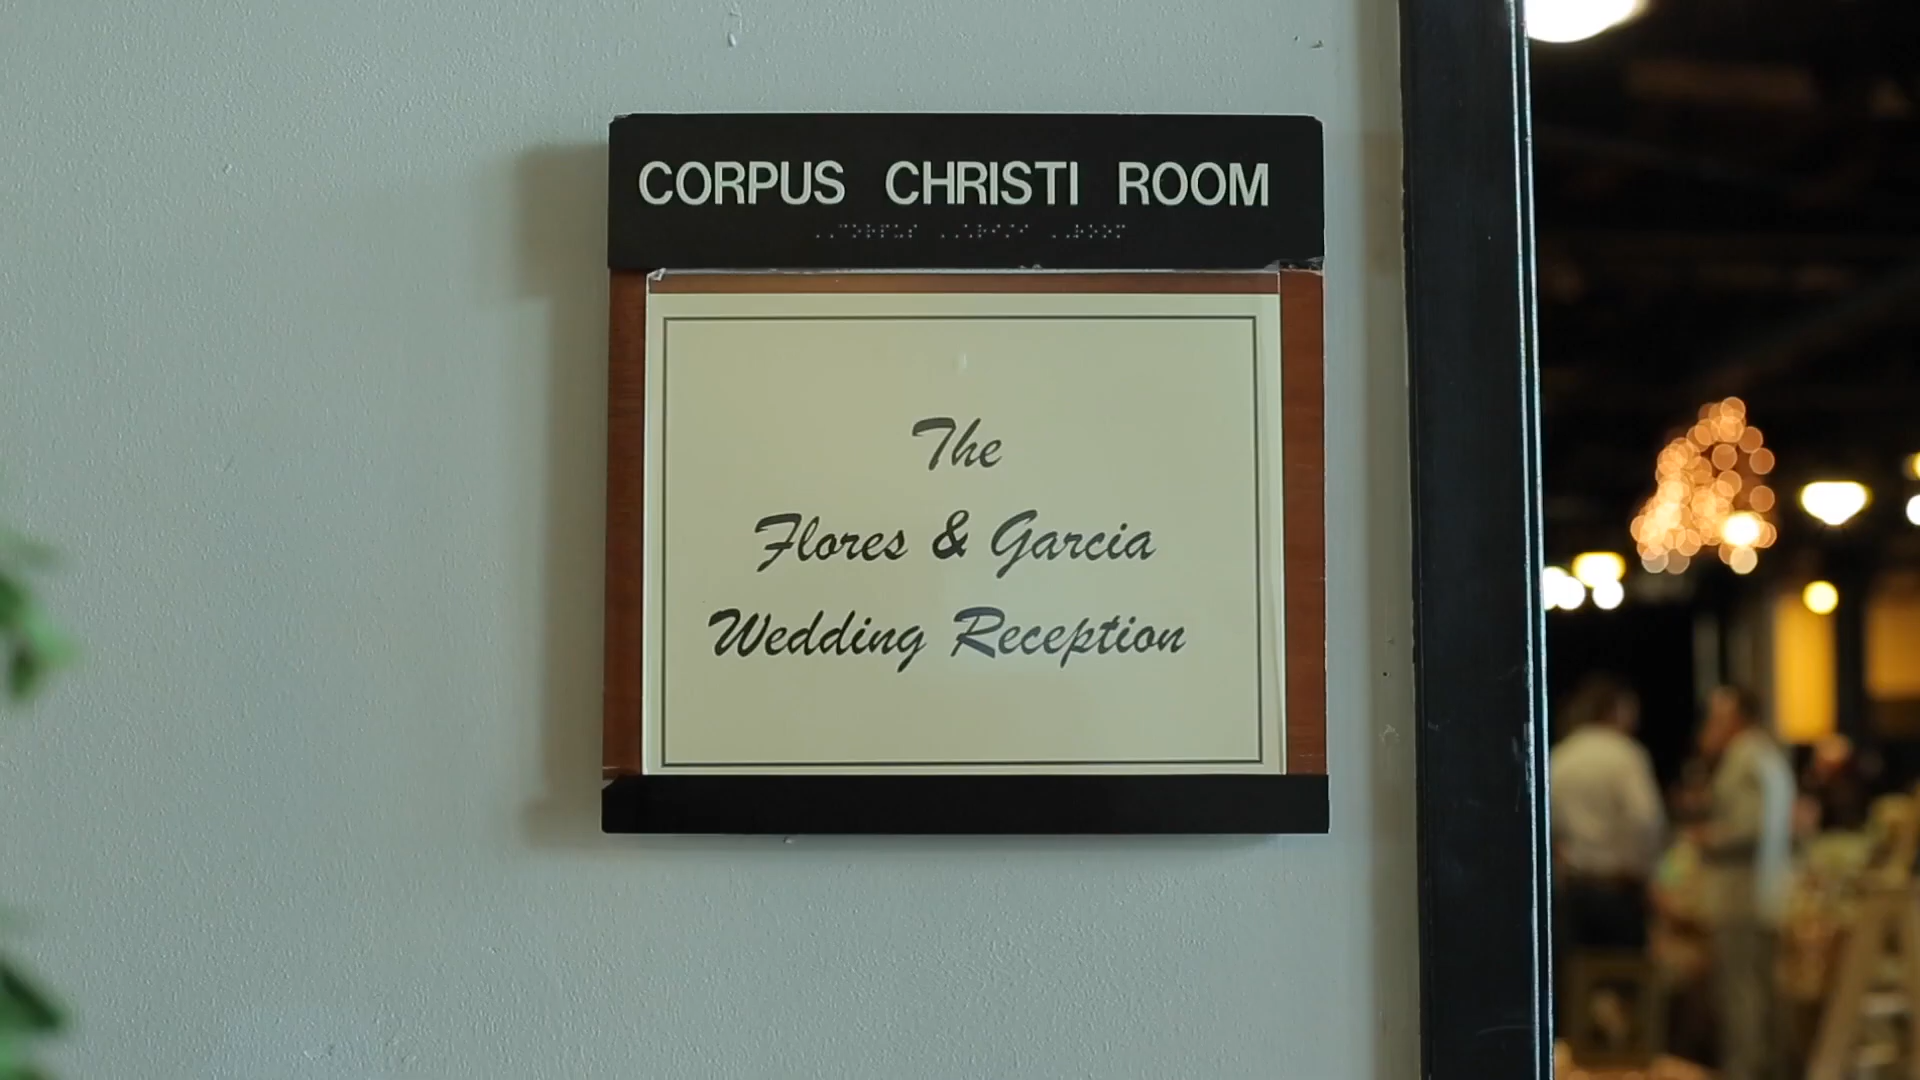 CORPUS CHRISTI ROOM
The
Flores & Garcia
Wedding Reception